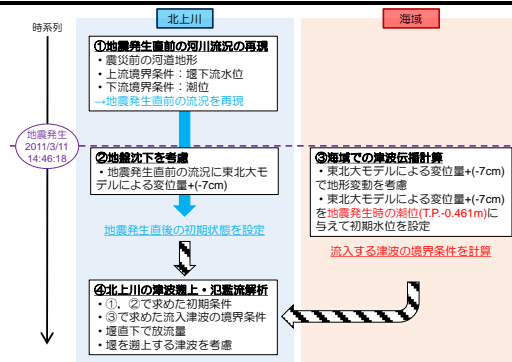 北上川
海域
時系列
①地震発生直前の河川流況の再現
・震災前の河道地形
・上流境界条件：堰下流水位
・下流境界条件：潮位
→地震発生直前の流況を再現
地震発生
2011/3/11
14:46:18
②地盤沈下を考慮
・地震発生直前の流況に東北大モ
デルによる変位量+(-7cm)
地震発生直後の初期状態を設定
③海域での津波伝播計算
・東北大モデルによる変位量+(-7cm)
で地形変動を考慮
・東北大モデルによる変位量+(-7cm)
を地震発生時の潮位(T.P.-0.461m)に
与えて初期水位を設定
流入する津波の境界条件を計算
④北上川の津波遡上・氾濫流解析
・①，②で求めた初期条件
・③で求めた流入津波の境界条件
・堰直下で放流量
・堰を遡上する津波を考慮